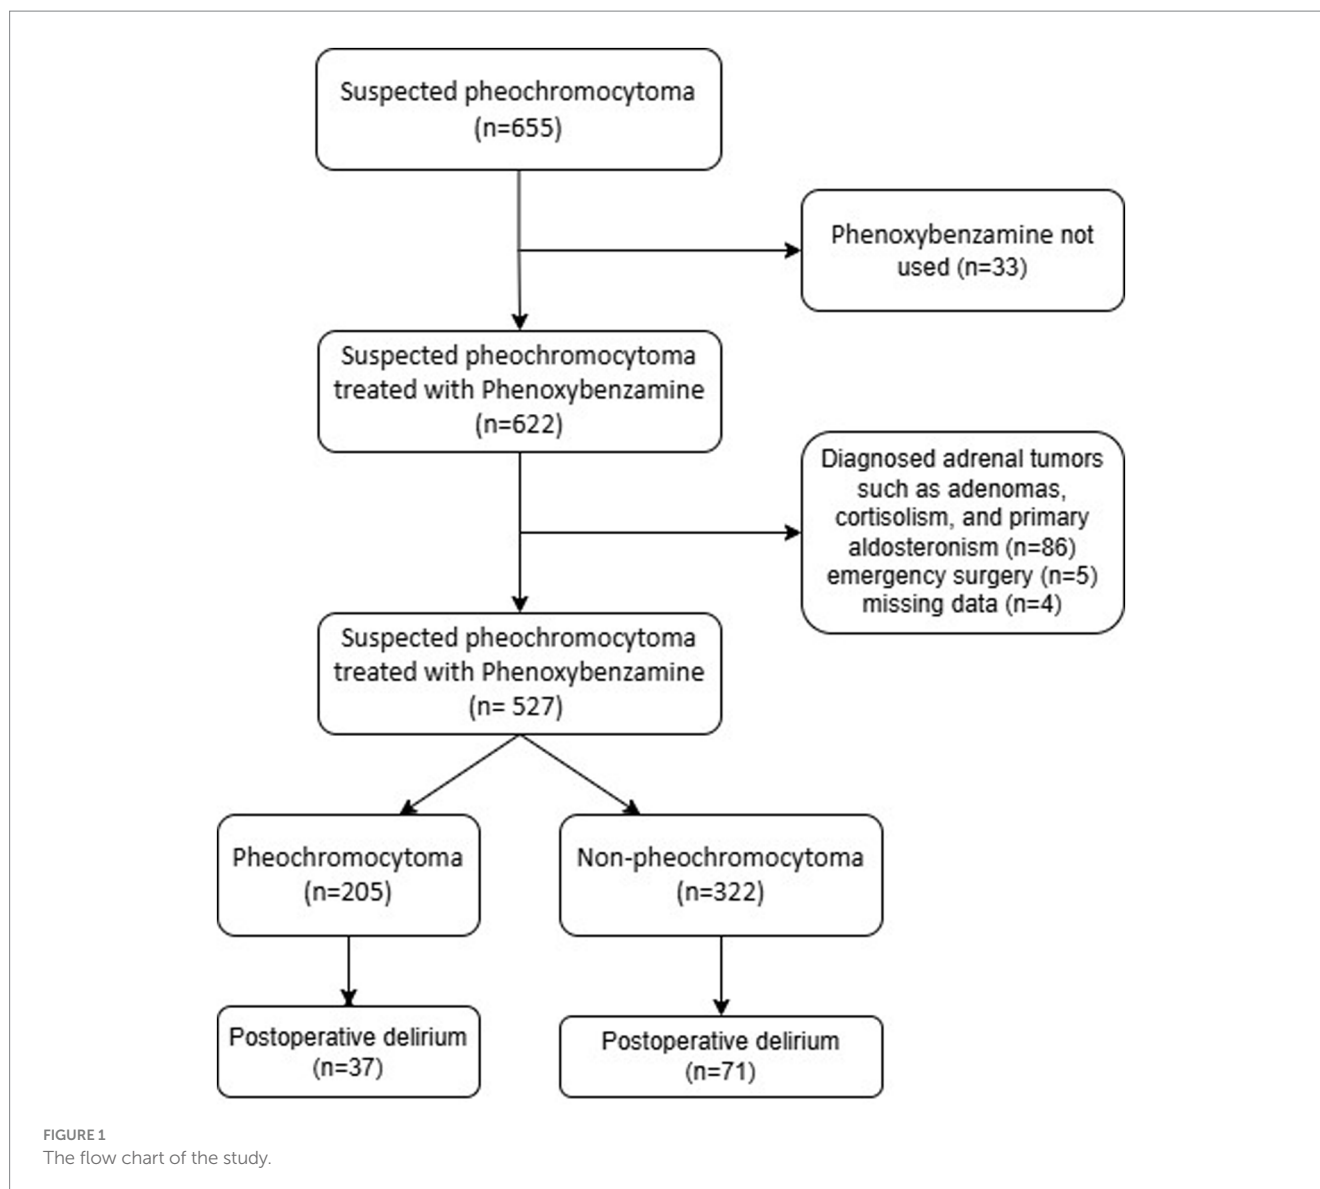 Suspected pheochromocytoma
(n=655)
Phenoxybenzamine not
used (n=33)
Suspected pheochromocytoma
treated with Phenoxybenzamine
(n=622)
Diagnosed adrenal tumors
such as adenomas,
cortisolism, and primary
aldosteronism (n=86)
emergency surgery (n=5)
missing data (n=4)
Suspected pheochromocytoma
treated with Phenoxybenzamine
(n= 527)
Pheochromocytoma
(n=205)
Non-pheochromocytoma
(n=322)
Postoperative delirium
(n=37)
Postoperative delirium
(n=71)
FIGURE 1
The flow chart of the study.